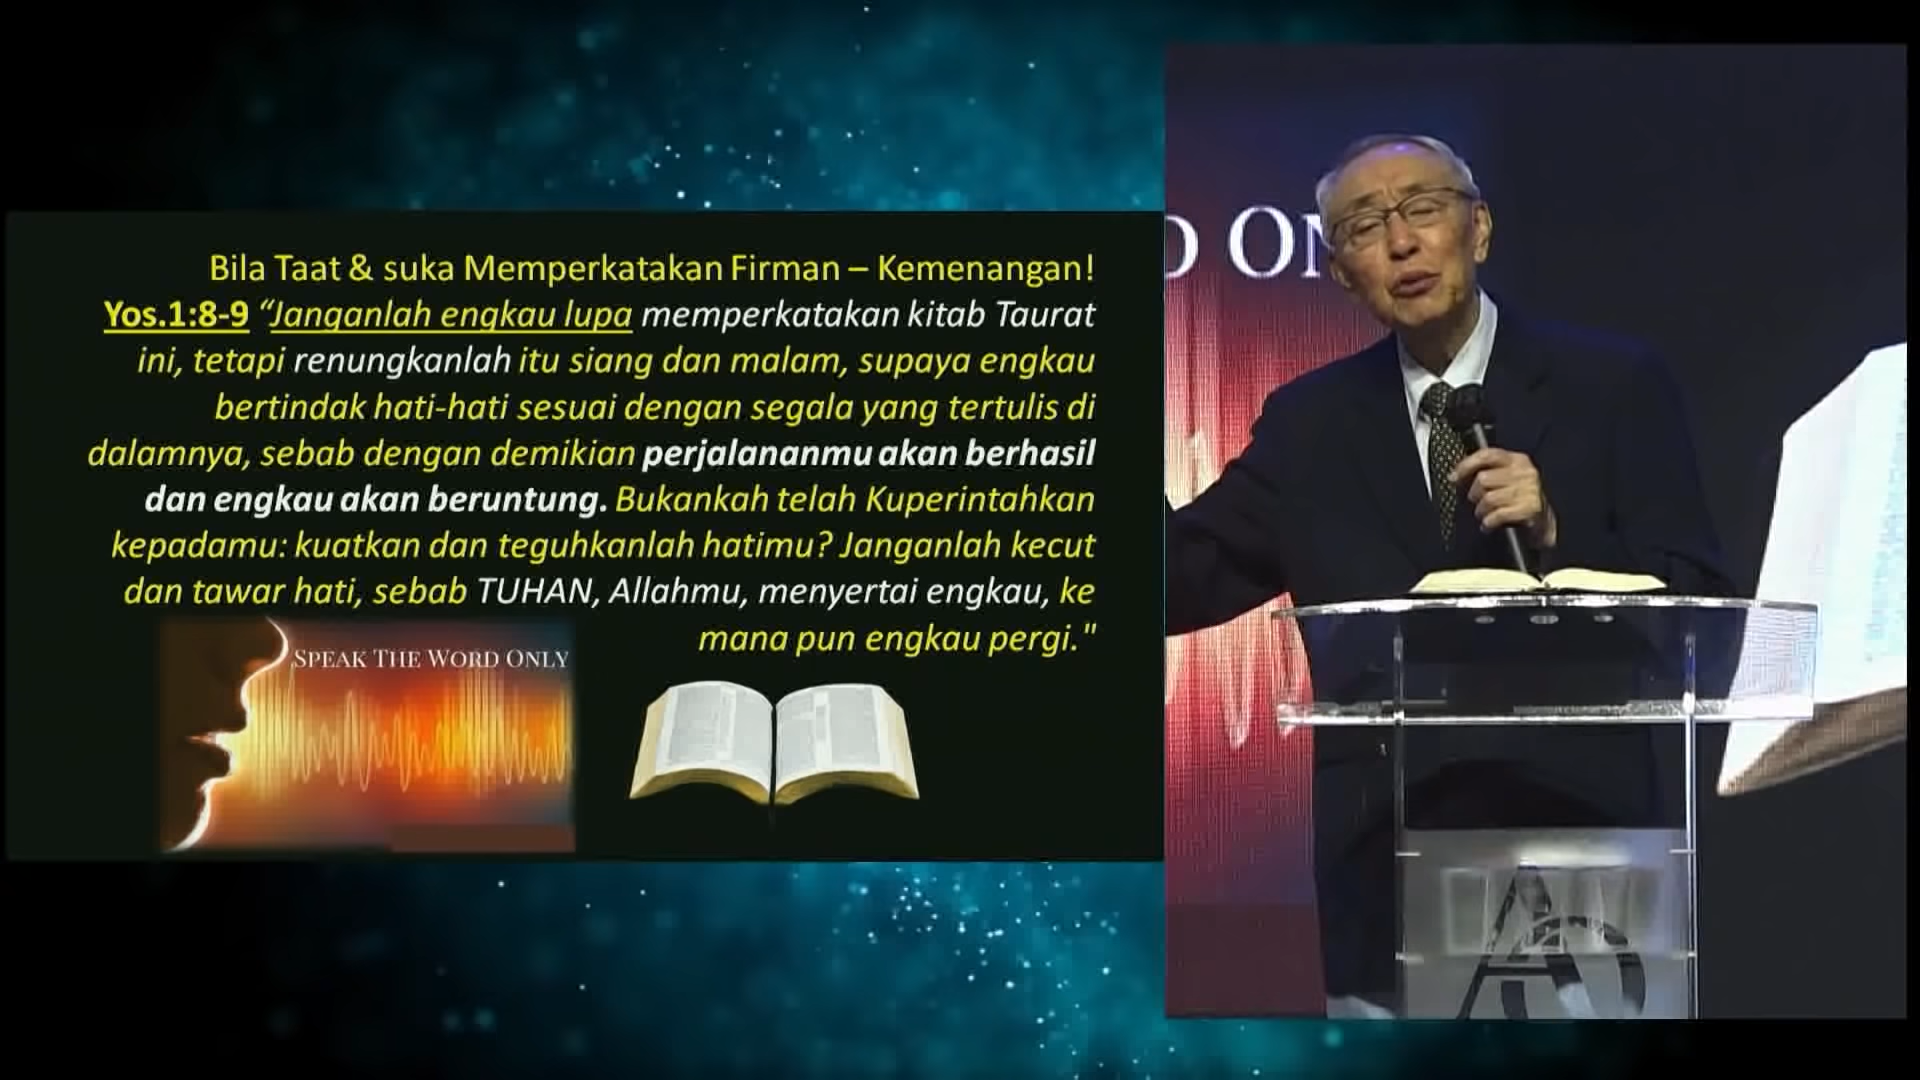 Bila Taat & suka Memperkatakan Firman – Kemenangan!
Yos.1:8-9 “Janganlah engkau lupa memperkatakan kitab Taurat
ini, tetapi renungkanlah itu siang dan malam, supaya engkau
bertindak hati-hati sesuai dengan segala yang tertulis di
dalamnya, sebab dengan demikian perjalananmu akan berhasil
dan engkau akan beruntung. Bukankah telah Kuperintahkan
kepadamu: kuatkan dan teguhkanlah hatimu? Janganlah kecut
dan tawar hati, sebab TUHAN, Allahmu, menyertai engkau, ke
mana pun engkau pergi."
SPEAK THE WORD ONLY